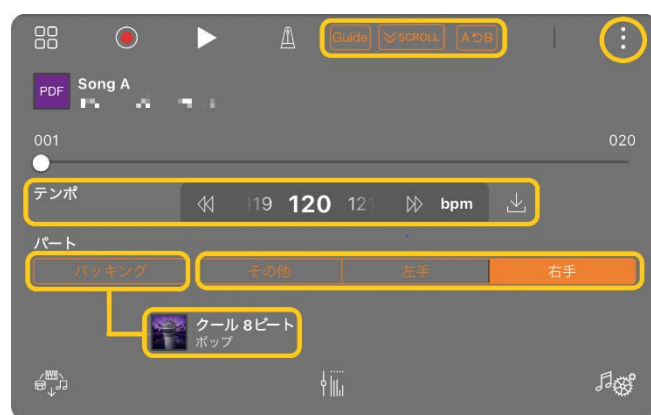 Guide SCROLL A B
PDF Song A
001 020
テンポ 119 120 121 bpm
パート
バッキング その他 左手 右手
クール 8ビート
ポップ